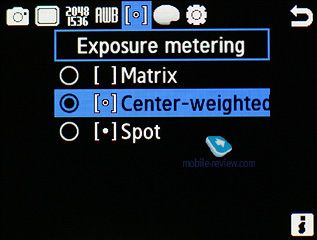 2048
1536 AWB
Exposure metering
[ ] Matrix
[○] Center-weighted
[•] Spot
mobile-review.com
i